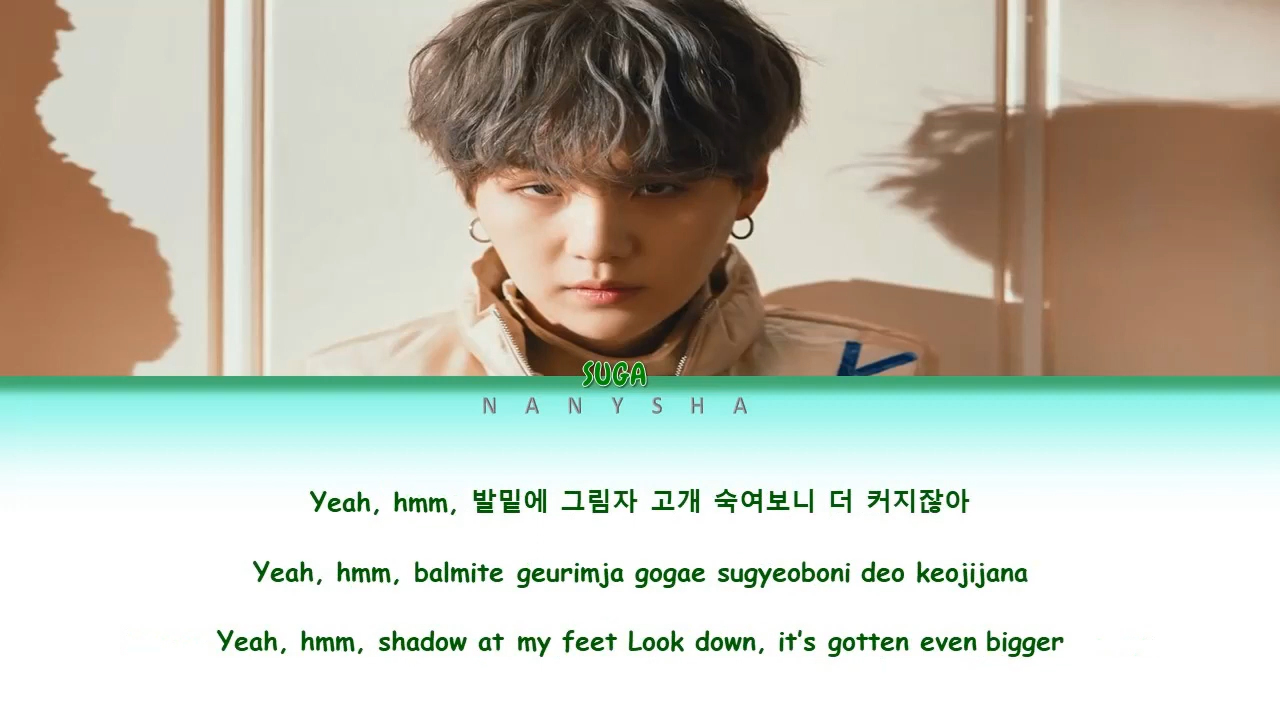 SUGA
NANYSHA
Yeah, hmm, 발밑에 그림자 고개 숙여보니 더 커지잖아
Yeah, hmm, balmite geurimja gogae sugyeoboni deo keojijana
Yeah, hmm, shadow at my feet Look down, it's gotten even bigger